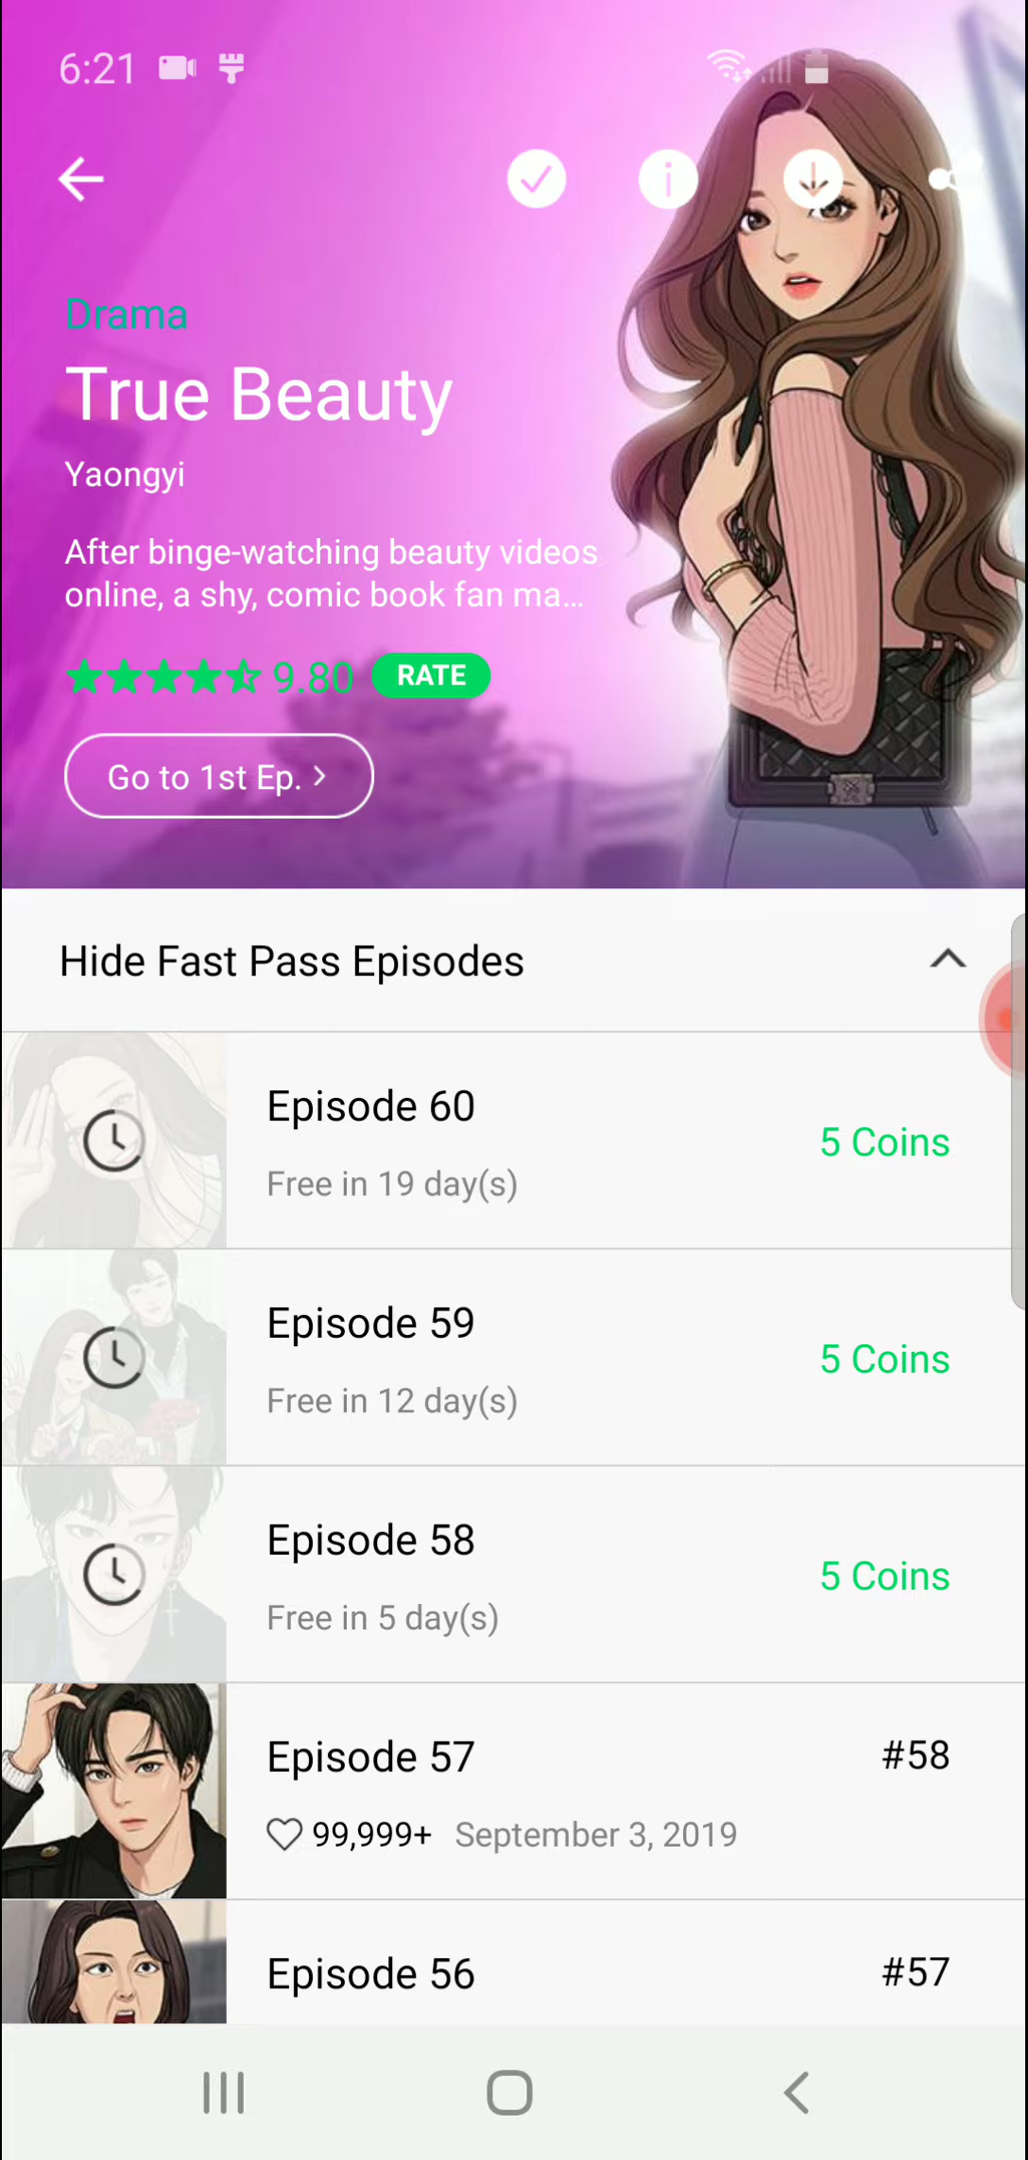 6:21
Drama
True Beauty
Yaongyi
After binge-watching beauty videos
online, a shy, comic book fan ma...
9.80 RATE
Go to 1st Ep. >
Hide Fast Pass Episodes
Episode 60
5 Coins
Free in 19 day(s)
Episode 59
5 Coins
Free in 12 day(s)
Episode 58
5 Coins
Free in 5 day(s)
Episode 57 #58
99,999+ September 3, 2019
Episode 56 #57